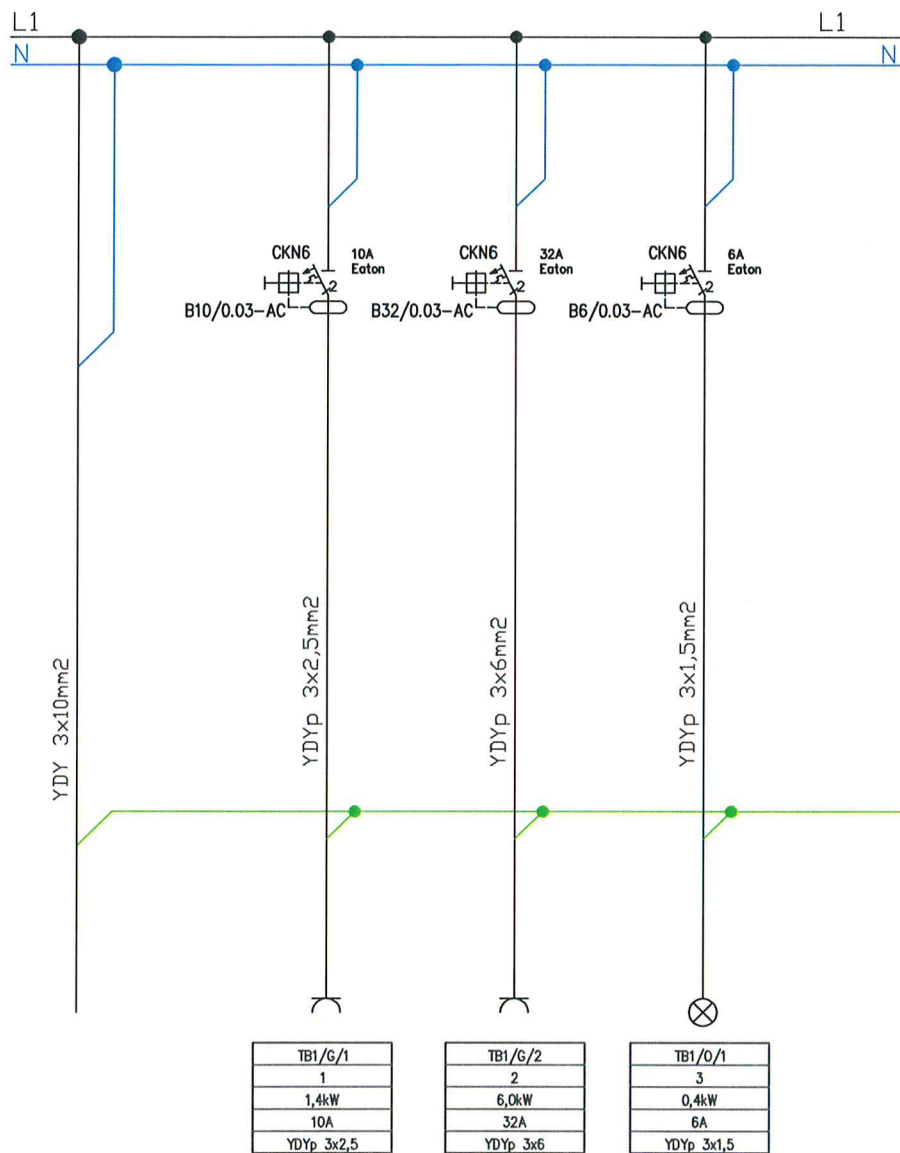 L1
L1
N
N
CKN6
10A
Eaton
2
B10/0.03-AC
CKN6
32A
Eaton
2
B32/0.03-AC
CKN6
6A
Eaton
2
B6/0.03-AC
YDY 3x10mm2
YDYp 3x2,5mm2
YDYp 3x6mm2
YDYp 3x1,5mm2
TB1/G/1
1
1,4kW
10A
YDYp 3x2,5
TB1/G/2
2
6,0kW
32A
YDYp 3x6
TB1/O/1
3
0,4kW
6A
YDYp 3x1,5